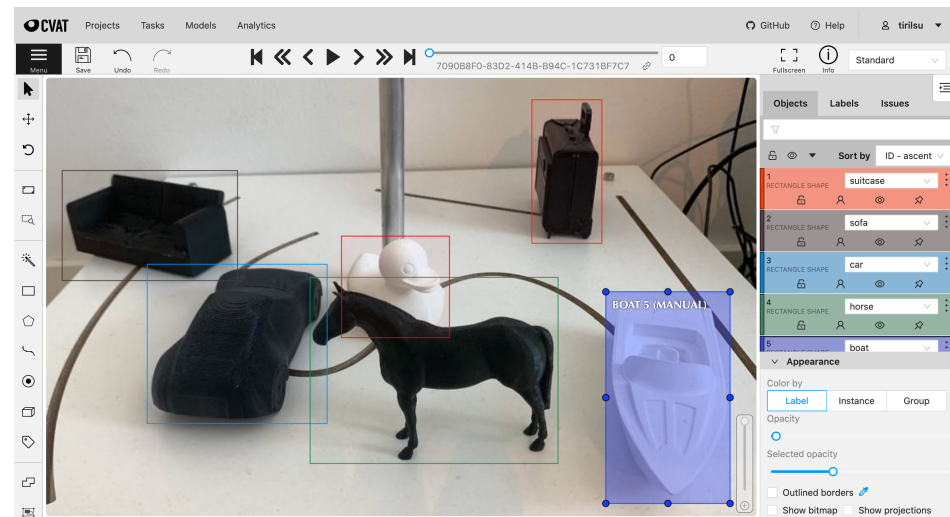 CVAT Projects Tasks Models Analytics GitHub Help tirilsu
Menu Save Undo Redo 7090B8F0-83D2-414B-B94C-1C731BF7C7 0 Fullscreen Info Standard
Objects Labels Issues
Sort by ID - ascent
1 suitcase
RECTANGLE SHAPE
2 sofa
RECTANGLE SHAPE
3 car
RECTANGLE SHAPE
4 horse
RECTANGLE SHAPE
BOAT 5 (MANUAL)
5 boat
RECTANGLE SHAPE
Appearance
Color by
Label Instance Group
Opacity
Selected opacity
Outlined borders
Show bitmap Show projections